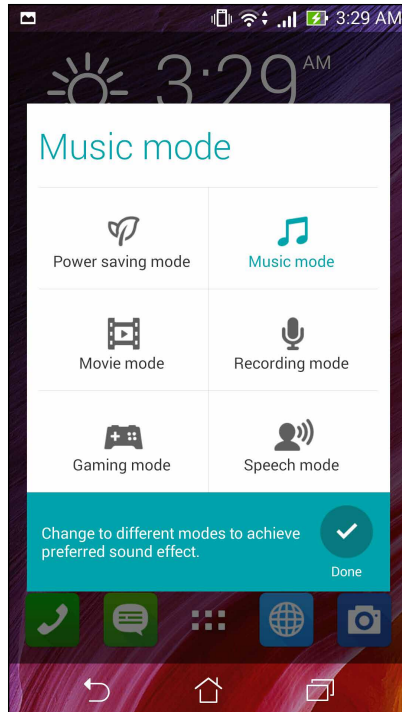 3:29 AM
3:29 AM
Music mode
Power saving mode
Music mode
Movie mode
Recording mode
Gaming mode
Speech mode
Change to different modes to achieve
preferred sound effect.
Done